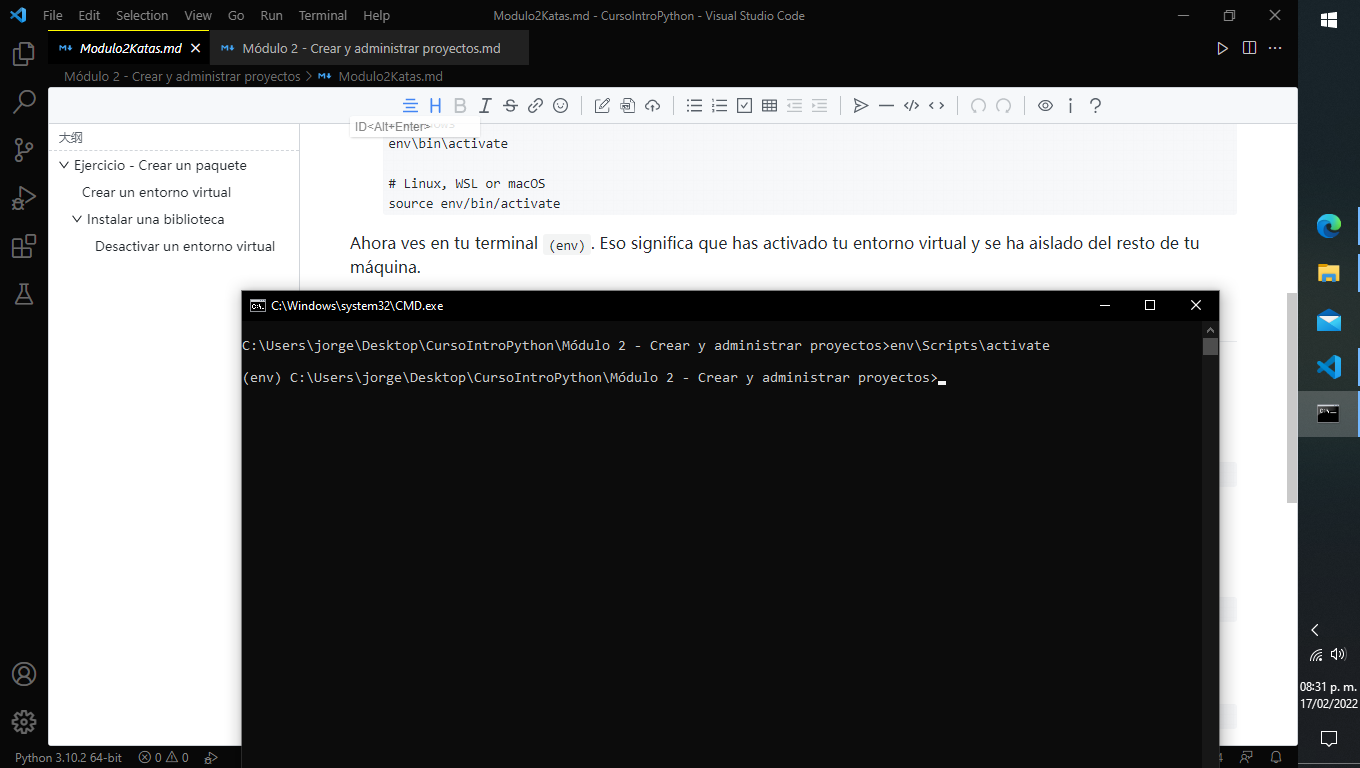 File Edit Selection View Go Run Terminal Help
Modulo2Katas.md - CursoIntroPython - Visual Studio Code
Modulo2Katas.md
Módulo 2 - Crear y administrar proyectos.md
Módulo 2 - Crear y administrar proyectos > Modulo2Katas.md
ID<Alt+Enter>
大纲
Ejercicio - Crear un paquete
Crear un entorno virtual
Instalar una biblioteca
Desactivar un entorno virtual
env\bin\activate
# Linux, WSL or macOS
source env/bin/activate
Ahora ves en tu terminal (env). Eso significa que has activado tu entorno virtual y se ha aislado del resto de tu
máquina.
C:\Windows\system32\CMD.exe
C:\Users\jorge\Desktop\CursoIntroPython\Módulo 2 - Crear y administrar proyectos>env\Scripts\activate
(env) C:\Users\jorge\Desktop\CursoIntroPython\Módulo 2 - Crear y administrar proyectos>
Python 3.10.2 64-bit
0
0
08:31 p. m.
17/02/2022